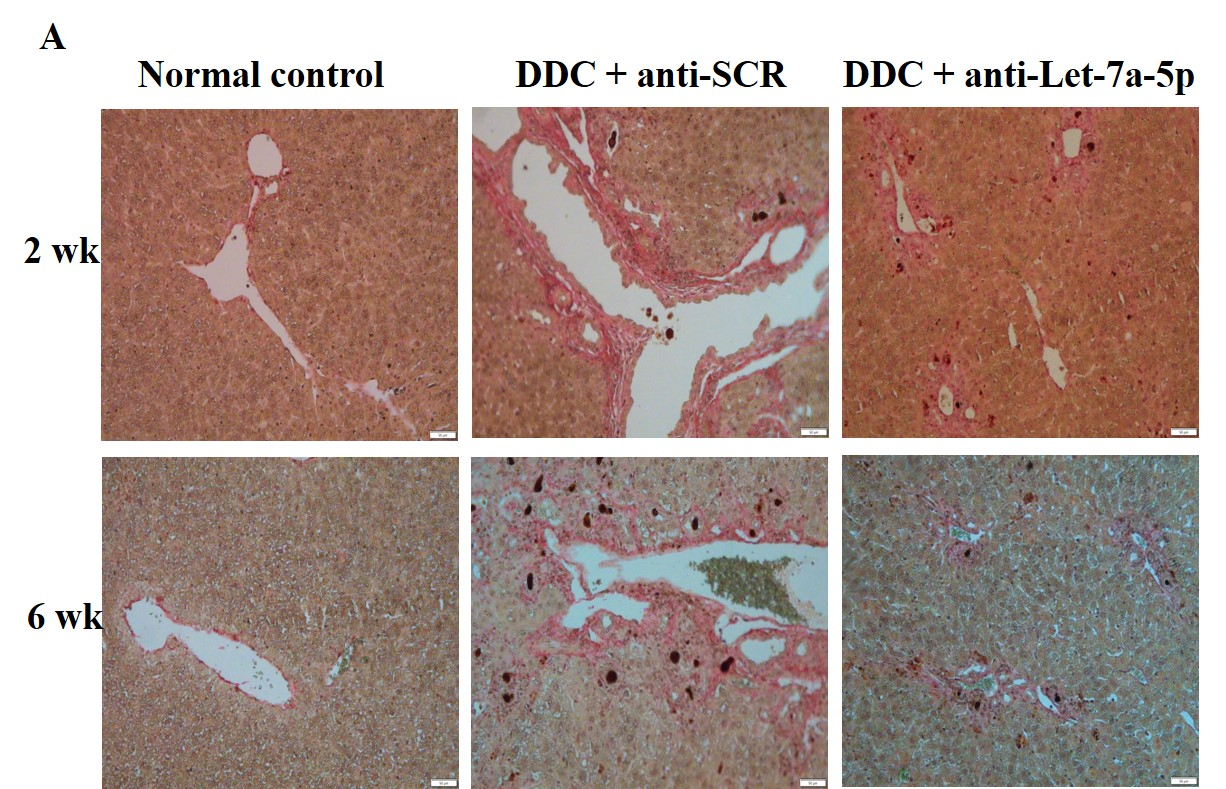 A
Normal control
DDC + anti-SCR
DDC + anti-Let-7a-5p
2 wk
6 wk